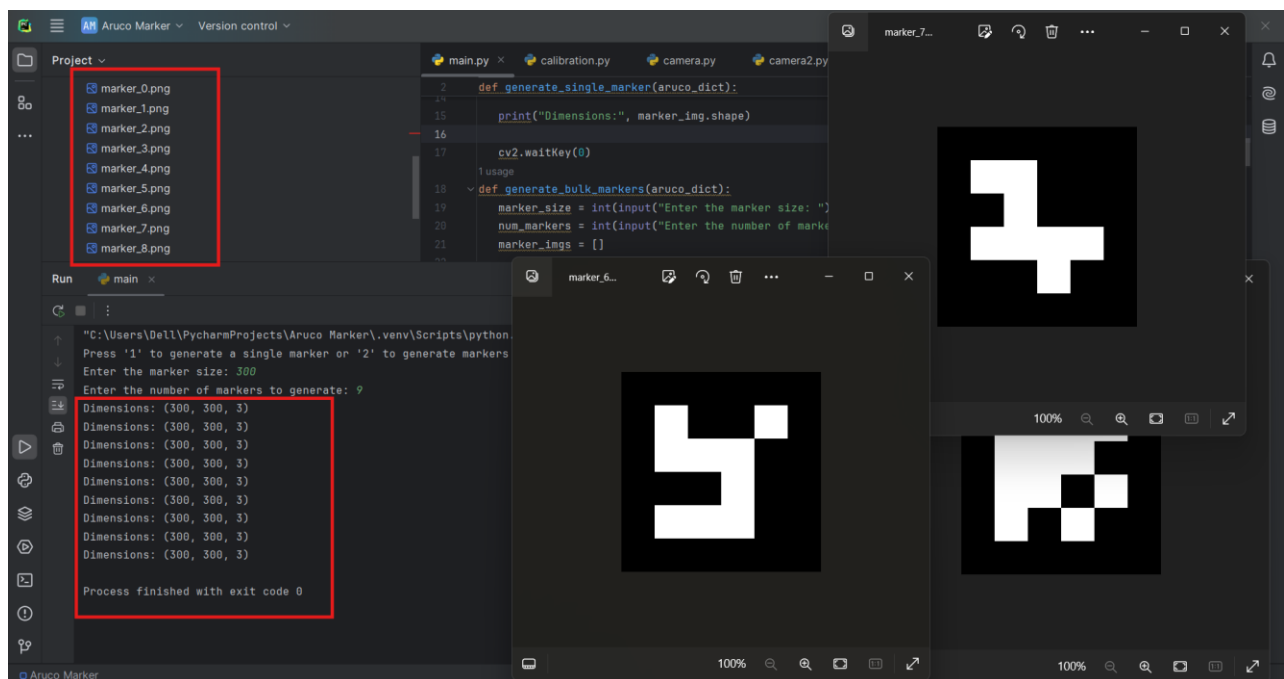 AM Aruco Marker Version control
Project
marker_0.png
marker_1.png
marker_2.png
marker_3.png
marker_4.png
marker_5.png
marker_6.png
marker_7.png
marker_8.png
main.py calibration.py camera.py camera2.py
2 def generate_single_marker(aruco_dict):
15 print("Dimensions:", marker_img.shape)
16
17 cv2.waitKey(0)
1 usage
18 def generate_bulk_markers(aruco_dict):
19 marker_size = int(input("Enter the marker size: ")
20 num_markers = int(input("Enter the number of marke
21 marker_imgs = []
Run main
"C:\Users\Dell\PycharmProjects\Aruco Marker\.venv\Scripts\python.
Press '1' to generate a single marker or '2' to generate markers
Enter the marker size: 300
Enter the number of markers to generate: 9
Dimensions: (300, 300, 3)
Dimensions: (300, 300, 3)
Dimensions: (300, 300, 3)
Dimensions: (300, 300, 3)
Dimensions: (300, 300, 3)
Dimensions: (300, 300, 3)
Dimensions: (300, 300, 3)
Dimensions: (300, 300, 3)
Dimensions: (300, 300, 3)
Process finished with exit code 0
Aruco Marker
marker_6...
100%
marker_7...
100%
1:1
100%